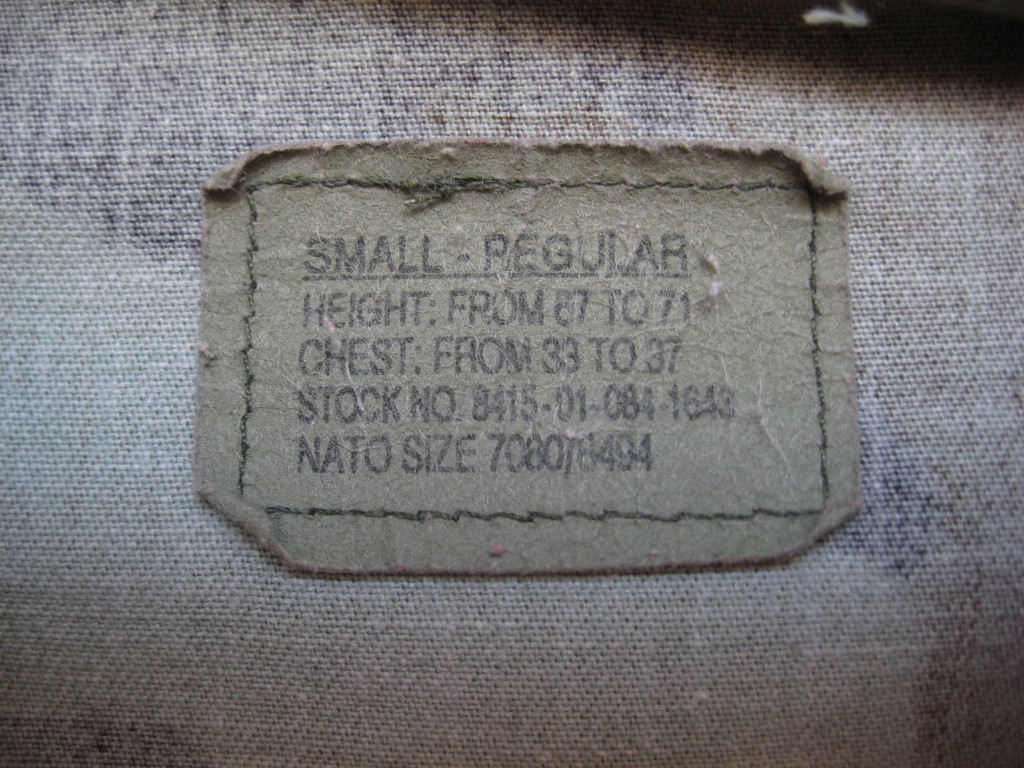 SMALL - REGULAR
HEIGHT: FROM 67 TO 71
CHEST: FROM 33 TO 37
STOCK NO. 8415-01-084-1648
NATO SIZE 7080/8494